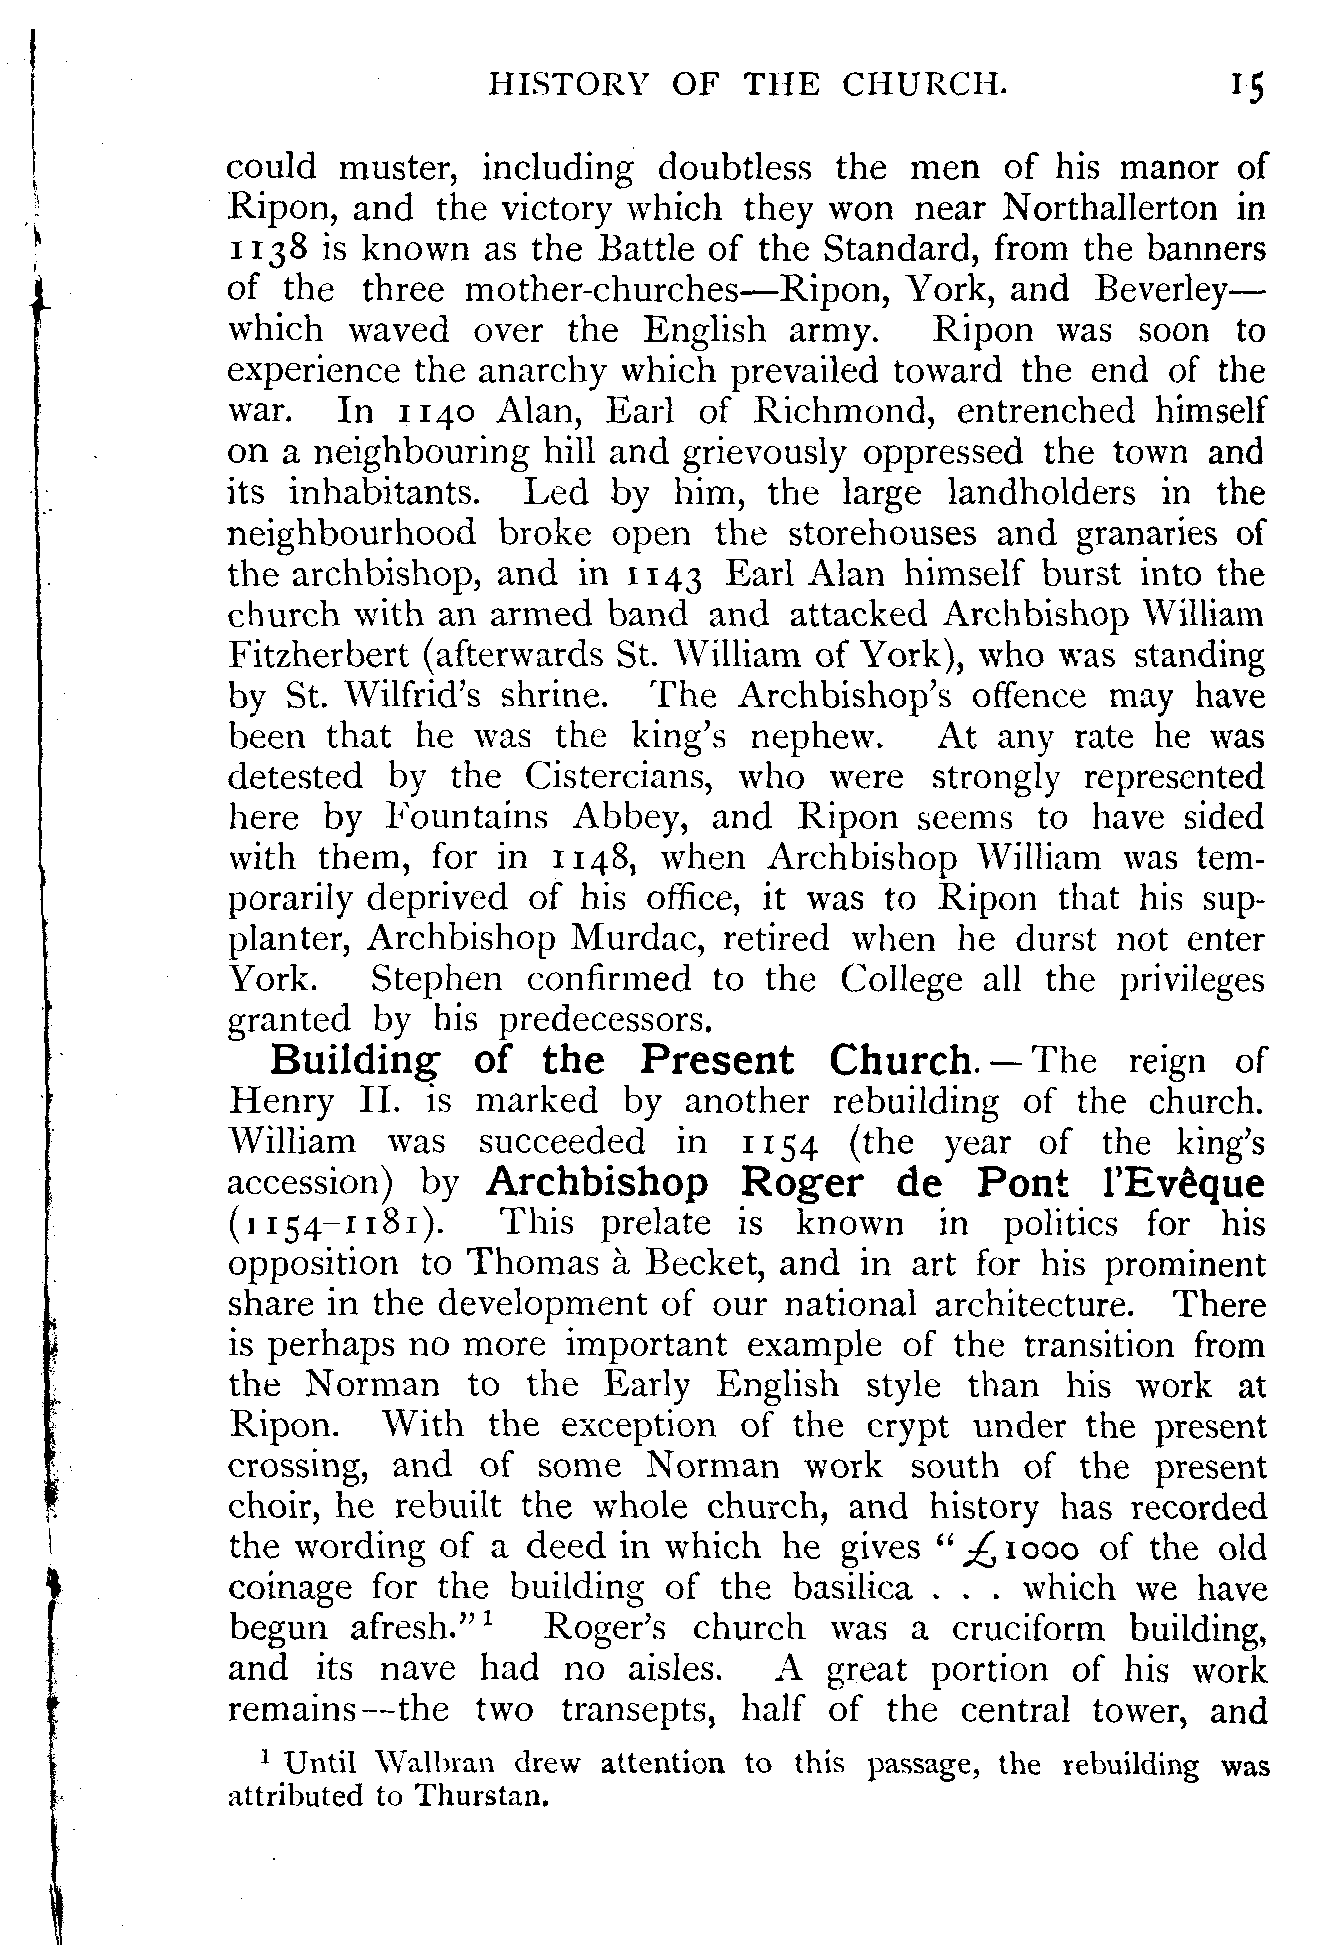 HISTORY OF THE CHURCH. 15
could muster, including doubtless the men of his manor of
Ripon, and the victory which they won near Northallerton in
1138 is known as the Battle of the Standard, from the banners
of the three mother-churches—Ripon, York, and Beverley—
which waved over the English army. Ripon was soon to
experience the anarchy which prevailed toward the end of the
war. In 1140 Alan, Earl of Richmond, entrenched himself
on a neighbouring hill and grievously oppressed the town and
its inhabitants. Led by him, the large landholders in the
neighbourhood broke open the storehouses and granaries of
the archbishop, and in 1143 Earl Alan himself burst into the
church with an armed band and attacked Archbishop William
Fitzherbert (afterwards St. William of York), who was standing
by St. Wilfrid's shrine. The Archbishop's offence may have
been that he was the king's nephew. At any rate he was
detested by the Cistercians, who were strongly represented
here by Fountains Abbey, and Ripon seems to have sided
with them, for in 1148, when Archbishop William was tem-
porarily deprived of his office, it was to Ripon that his sup-
planter, Archbishop Murdac, retired when he durst not enter
York. Stephen confirmed to the College all the privileges
granted by his predecessors.
Building of the Present Church.—The reign of
Henry II. is marked by another rebuilding of the church.
William was succeeded in 1154 (the year of the king's
accession) by Archbishop Roger de Pont l'Evêque
(1154–1181). This prelate is known in politics for his
opposition to Thomas à Becket, and in art for his prominent
share in the development of our national architecture. There
is perhaps no more important example of the transition from
the Norman to the Early English style than his work at
Ripon. With the exception of the crypt under the present
crossing, and of some Norman work south of the present
choir, he rebuilt the whole church, and history has recorded
the wording of a deed in which he gives "£1000 of the old
coinage for the building of the basilica . . . which we have
begun afresh."¹ Roger's church was a cruciform building,
and its nave had no aisles. A great portion of his work
remains—the two transepts, half of the central tower, and
¹ Until Walbran drew attention to this passage, the rebuilding was
attributed to Thurstan.